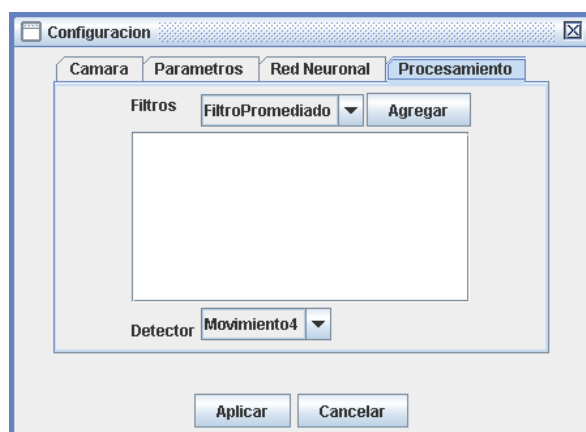 Configuracion
Camara Parametros Red Neuronal Procesamiento
Filtros FiltroPromediado Agregar
Detector Movimiento4
Aplicar Cancelar